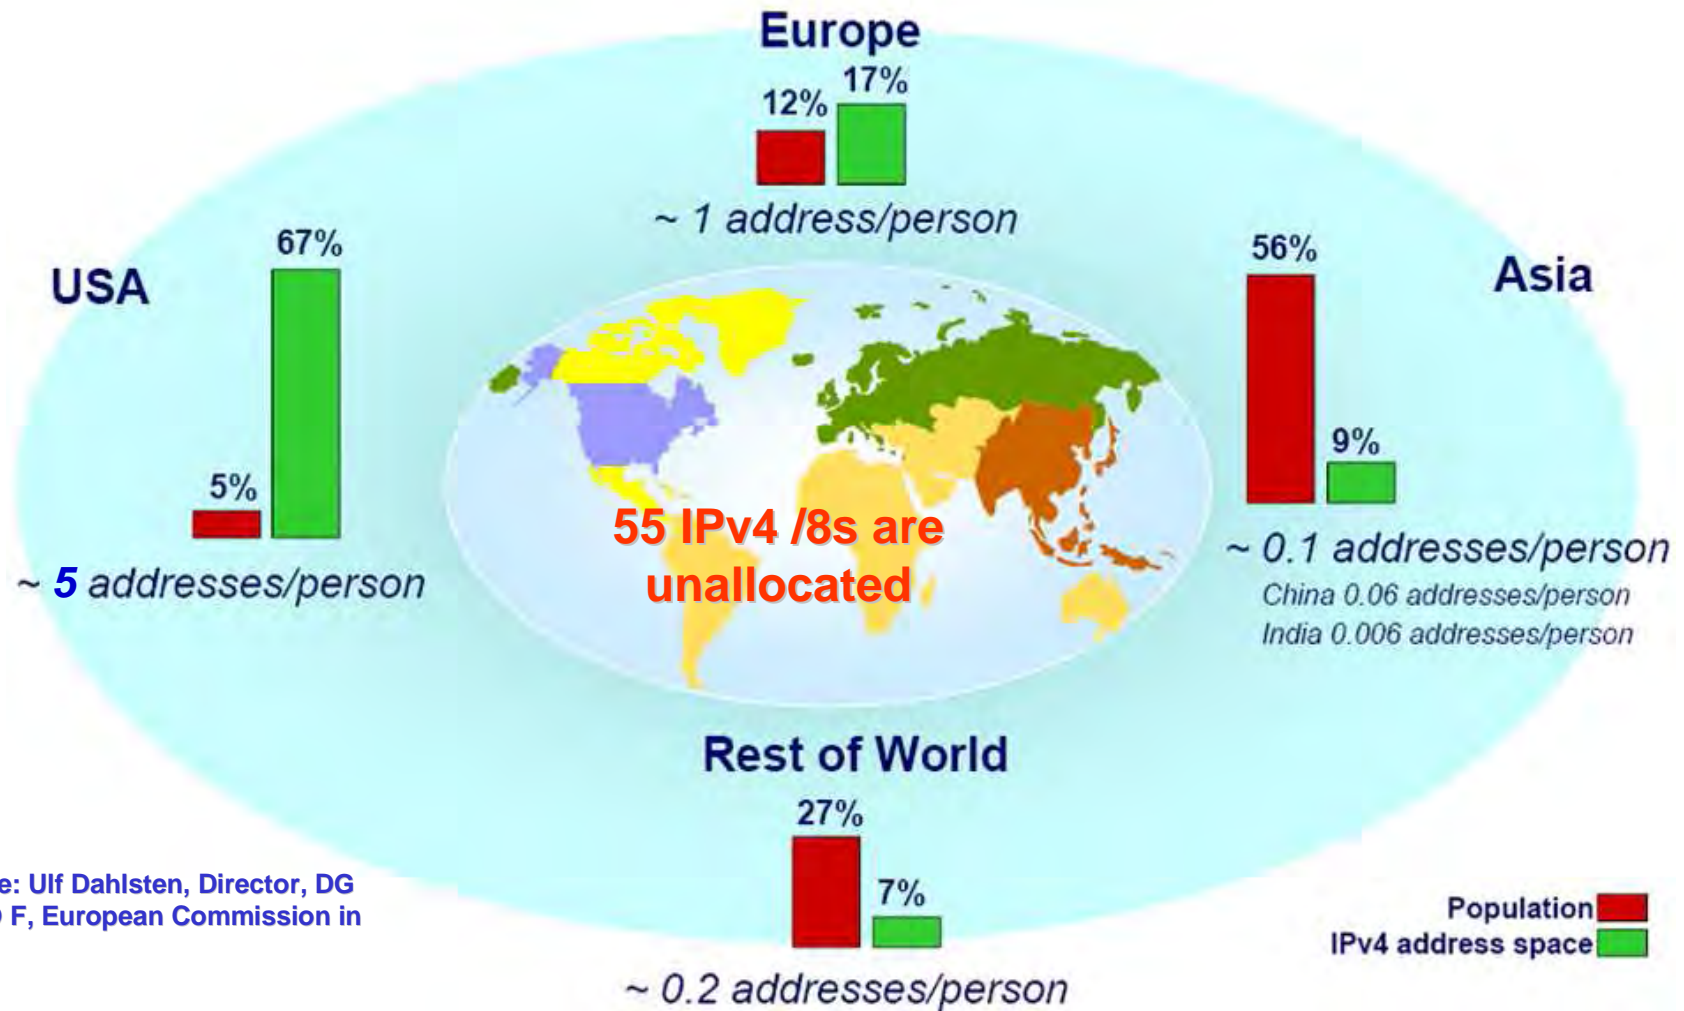 Europe
12%
17%
~ 1 address/person
USA
5%
67%
~ 5 addresses/person
56%
9%
Asia
~ 0.1 addresses/person
China 0.06 addresses/person
India 0.006 addresses/person
55 IPv4 /8s are
unallocated
Rest of World
27%
7%
~ 0.2 addresses/person
Ulf Dahlsten, Director, DG
F, European Commission in
Population
IPv4 address space